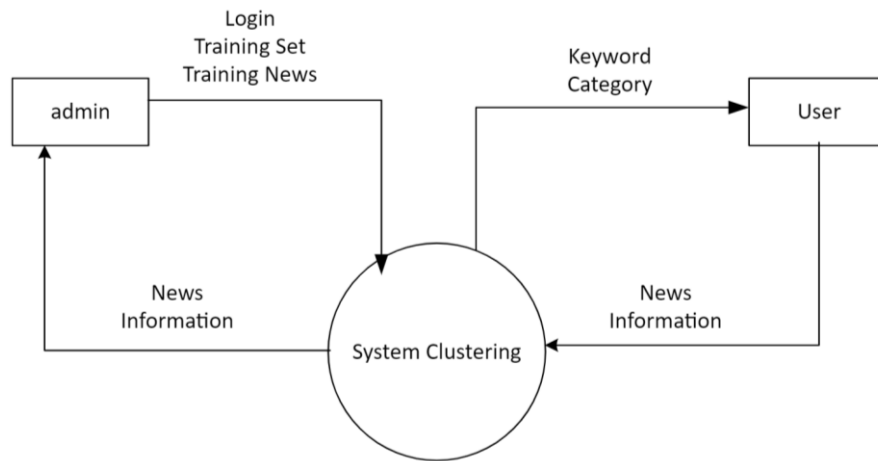 Login
Training Set
Training News
Keyword
Category
admin
User
News
Information
News
Information
System Clustering